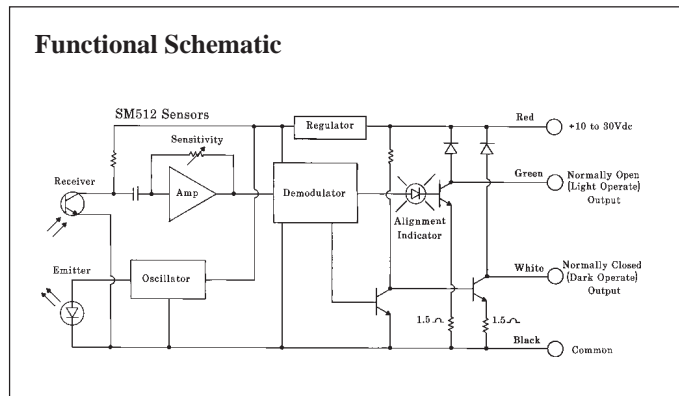 Functional Schematic
SM512 Sensors
Regulator
Red
+10 to 30Vdc
Sensitivity
Receiver
Amp
Demodulator
Green
Normally Open
(Light Operate)
Output
Alignment
Indicator
Emitter
Oscillator
White
Normally Closed
(Dark Operate)
Output
1.5
1.5
Black
Common